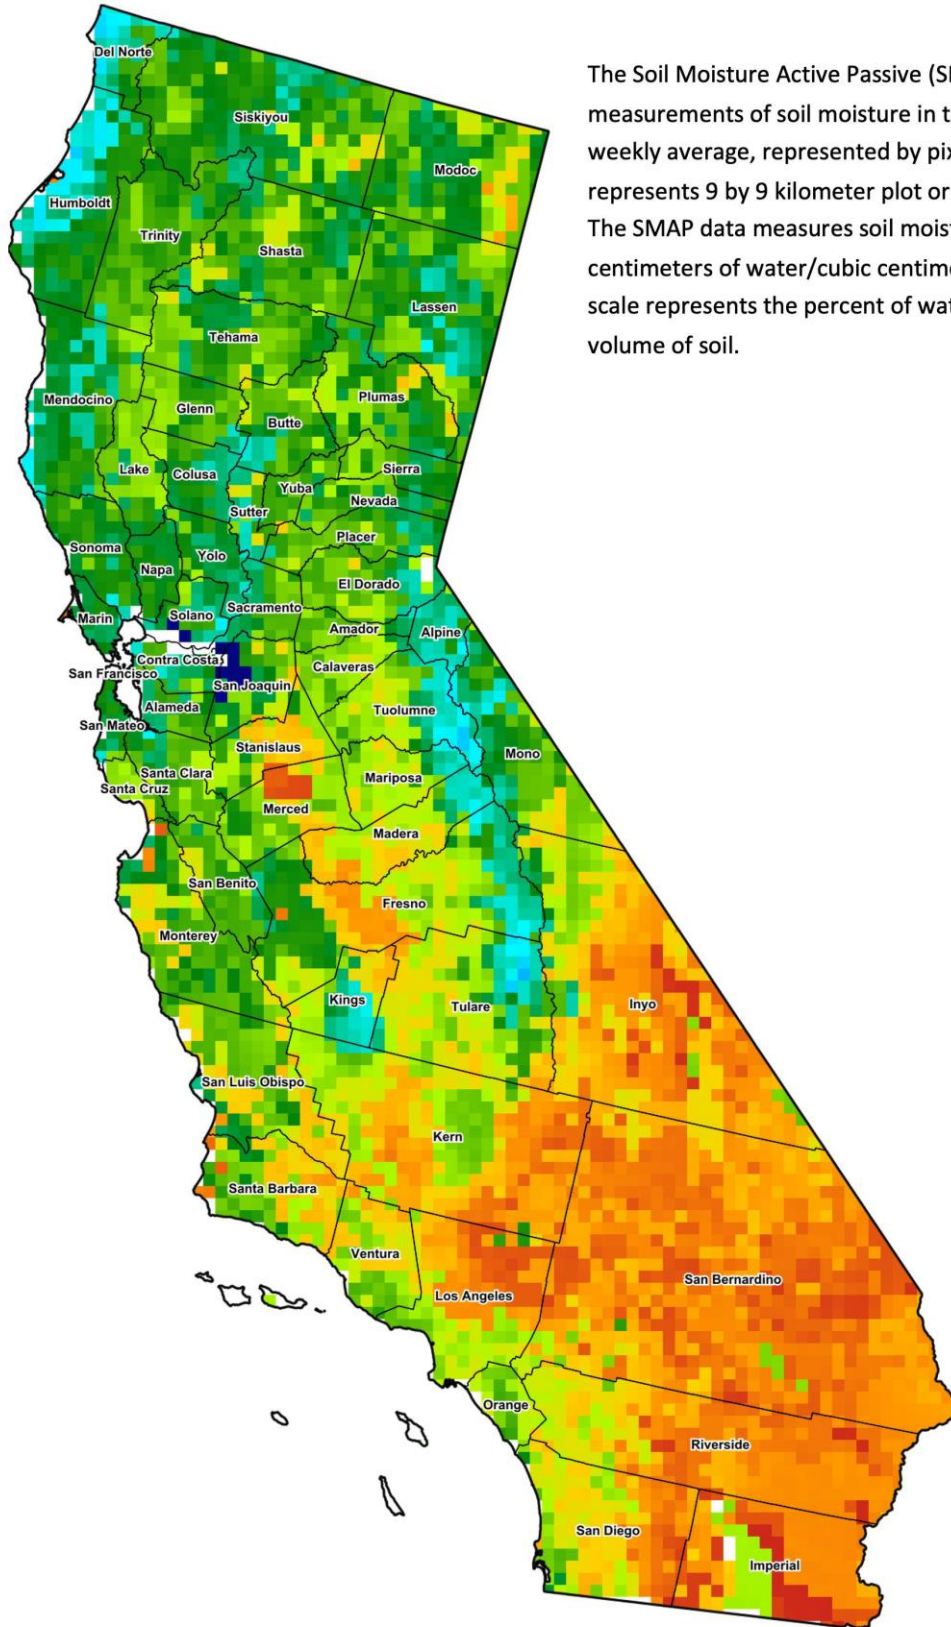 The Soil Moisture Active Passive (S
measurements of soil moisture in t
weekly average, represented by pix
represents 9 by 9 kilometer plot or
The SMAP data measures soil moist
centimeters of water/cubic centime
scale represents the percent of wat
volume of soil.
Del Norte
Siskiyou
Modoc
Humboldt
Trinity
Shasta
Lassen
Tehama
Mendocino
Glenn
Plumas
Butte
Lake
Colusa
Sierra
Yuba
Nevada
Sutter
Placer
Sonoma
Yolo
Napa
El Dorado
Sacramento
Marin
Solano
Amador
Alpine
Contra Costa
Calaveras
San Francisco
San Joaquin
Alameda
Tuolumne
San Mateo
Stanislaus
Mono
Santa Clara
Mariposa
Santa Cruz
Merced
Madera
San Benito
Fresno
Monterey
Kings
Tulare
Inyo
San Luis Obispo
Kern
Santa Barbara
Ventura
San Bernardino
Los Angeles
Orange
Riverside
San Diego
Imperial